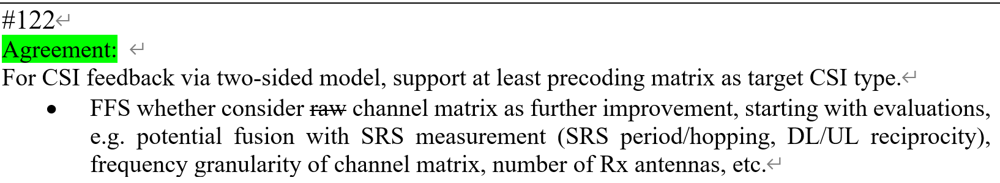 #122↵
Agreement: ↵
For CSI feedback via two-sided model, support at least precoding matrix as target CSI type.↵
• FFS whether consider raw channel matrix as further improvement, starting with evaluations,
e.g. potential fusion with SRS measurement (SRS period/hopping, DL/UL reciprocity),
frequency granularity of channel matrix, number of Rx antennas, etc.↵